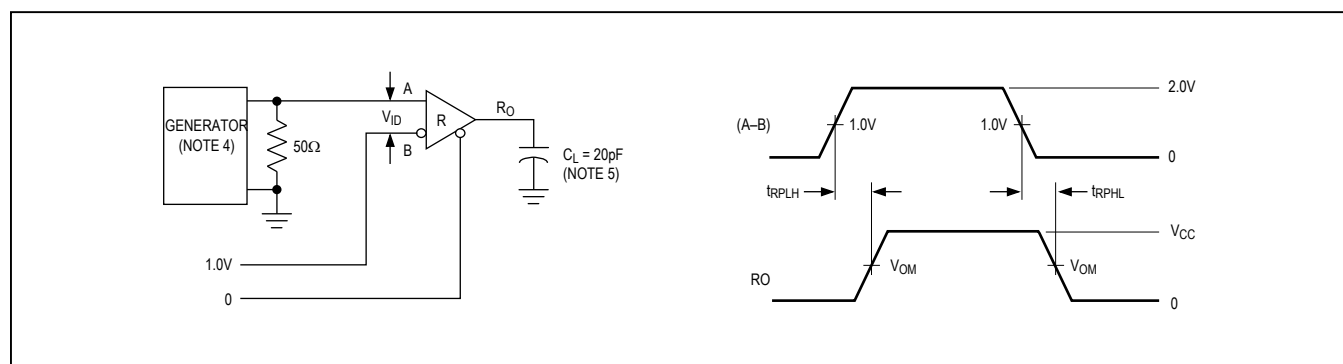 GENERATOR
(NOTE 4)
50Ω
V_ID
A
B
R
R_O
C_L = 20pF
(NOTE 5)
1.0V
0
(A–B)
1.0V
1.0V
2.0V
0
t_RPLH
t_RPHL
V_CC
RO
V_OM
V_OM
0